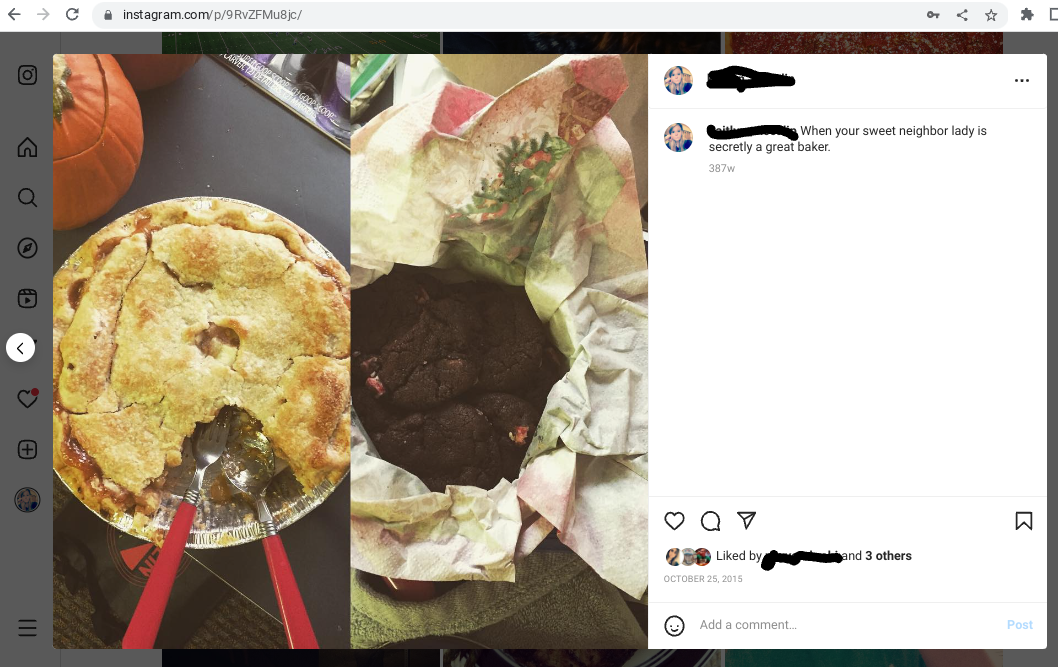 instagram.com/p/9RvZFMu8jc/
When your sweet neighbor lady is
secretly a great baker.
387w
Liked by
and 3 others
OCTOBER 25, 2015
Add a comment...
Post